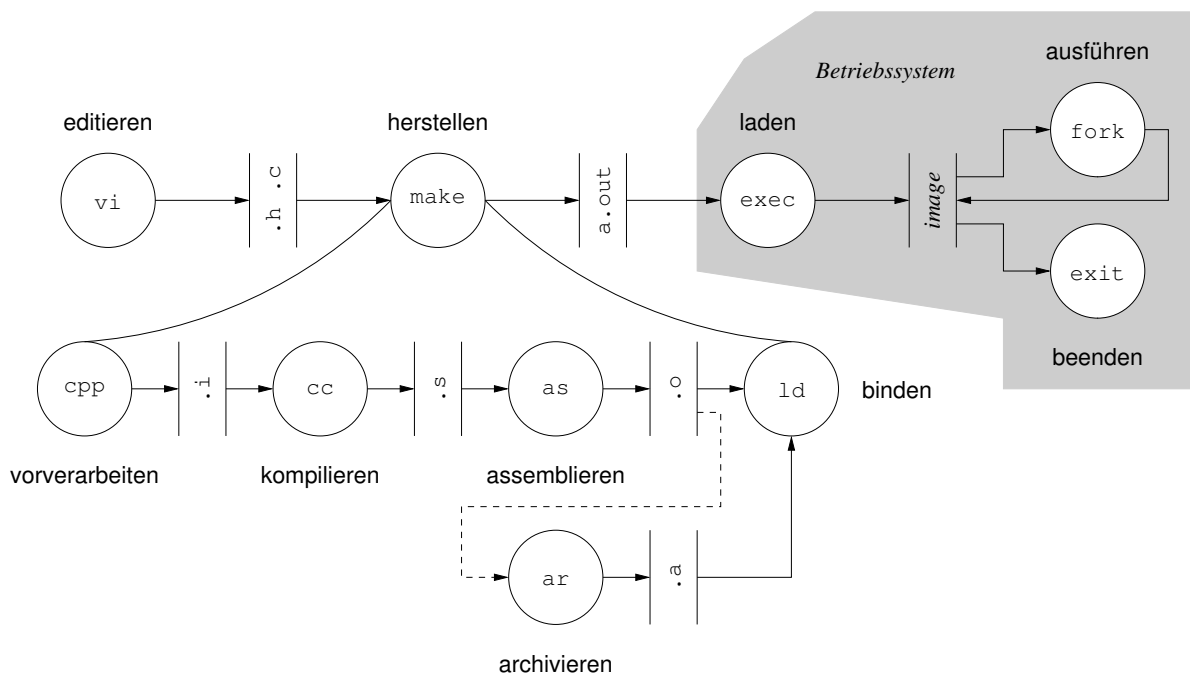 ausführen
Betriebssystem
editieren
herstellen
laden
vi
.h .c
make
a.out
exec
image
fork
exit
beenden
cpp
.i
cc
.s
as
.o
ld
binden
vorverarbeiten
kompilieren
assemblieren
ar
.a
archivieren